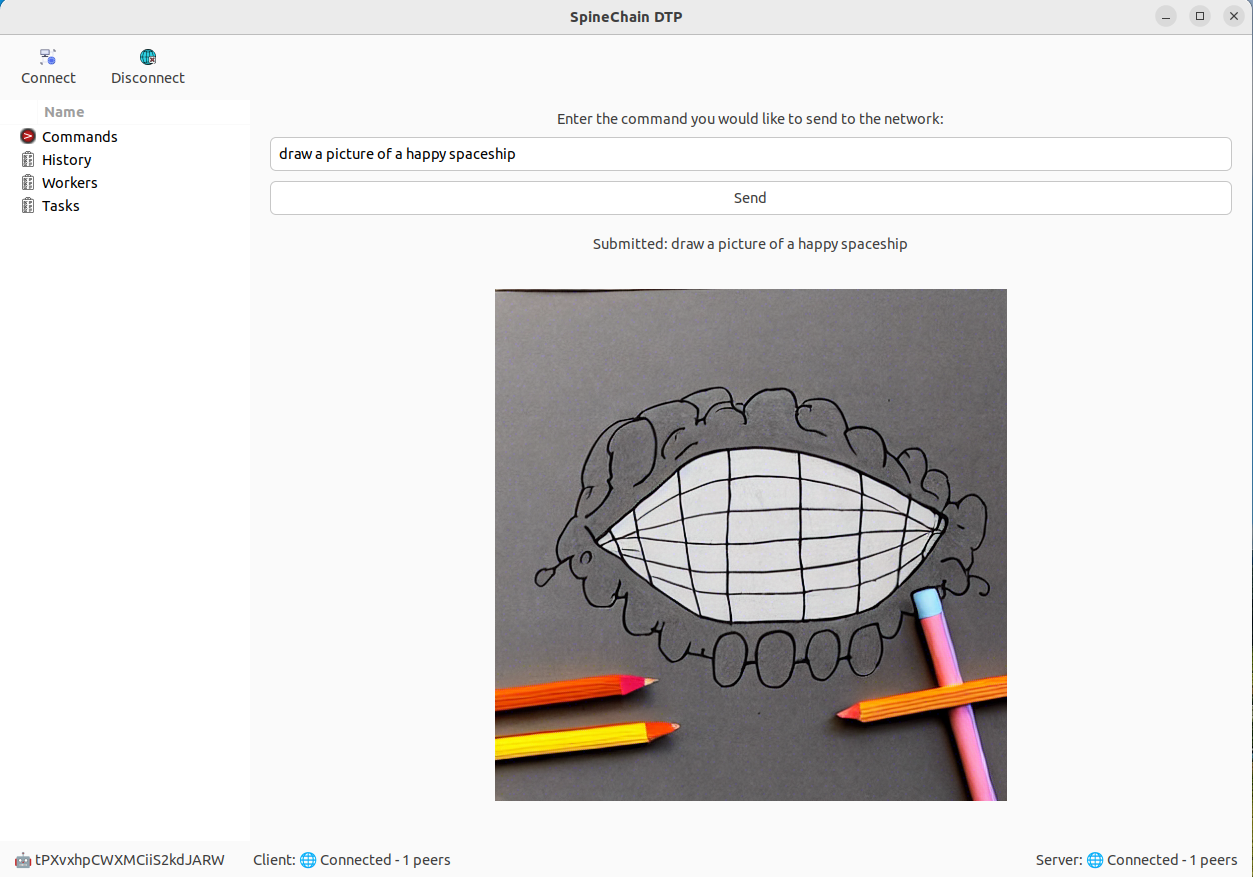 SpineChain DTP
Connect
Disconnect
Name
Commands
History
Workers
Tasks
Enter the command you would like to send to the network:
draw a picture of a happy spaceship
Send
Submitted: draw a picture of a happy spaceship
tPXvxhpCWXMCiiS2kdJARW
Client: 🌐 Connected - 1 peers
Server: 🌐 Connected - 1 peers